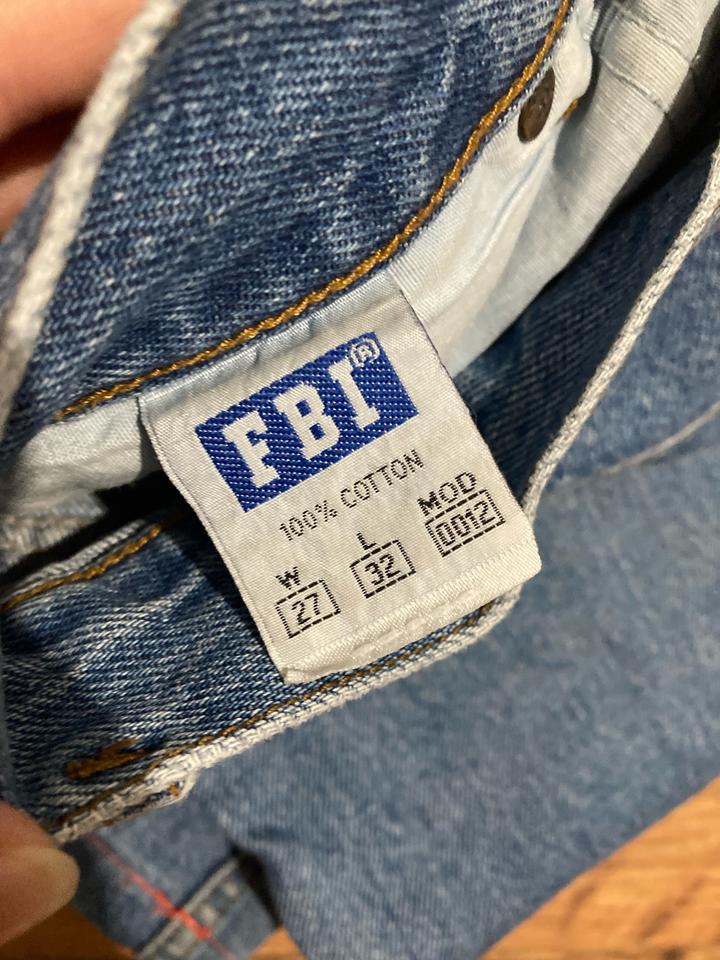 FBI®
100% COTTON
W L MOD
27 32 0012